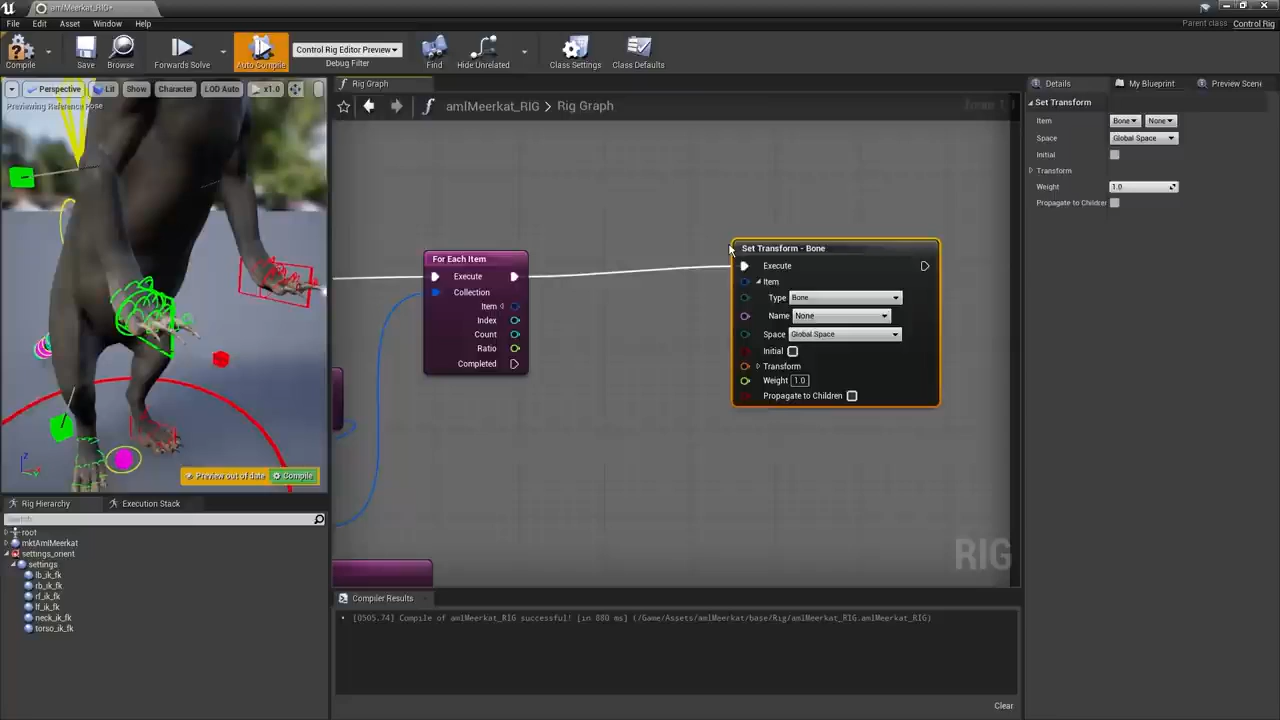 amlMeerkat_RIG*
File Edit Asset Window Help
Parent class: Control Rig
Compile Save Browse Forwards Solve Auto Compile Control Rig Editor Preview Debug Filter Find Hide Unrelated Class Settings Class Defaults
Perspective Lit Show Character LOD Auto x1.0
Previewing Reference Pose
Preview out of date Compile
Rig Hierarchy Execution Stack
Search
root
mktAmlMeerkat
settings_orient
settings
lb_ik_fk
rb_ik_fk
rf_ik_fk
lf_ik_fk
neck_ik_fk
torso_ik_fk
Rig Graph
amlMeerkat_RIG > Rig Graph
For Each Item
Execute
Collection
Item
Index
Count
Ratio
Completed
Set Transform - Bone
Execute
Item
Type Bone
Name None
Space Global Space
Initial
Transform
Weight 1.0
Propagate to Children
RIG
Compiler Results
[0505.74] Compile of amlMeerkat_RIG successful! [in 880 ms] (/Game/Assets/amlMeerkat/base/Rig/amlMeerkat_RIG.amlMeerkat_RIG)
Clear
Details My Blueprint Preview Scen
Set Transform
Item Bone None
Space Global Space
Initial
Transform
Weight 1.0
Propagate to Children